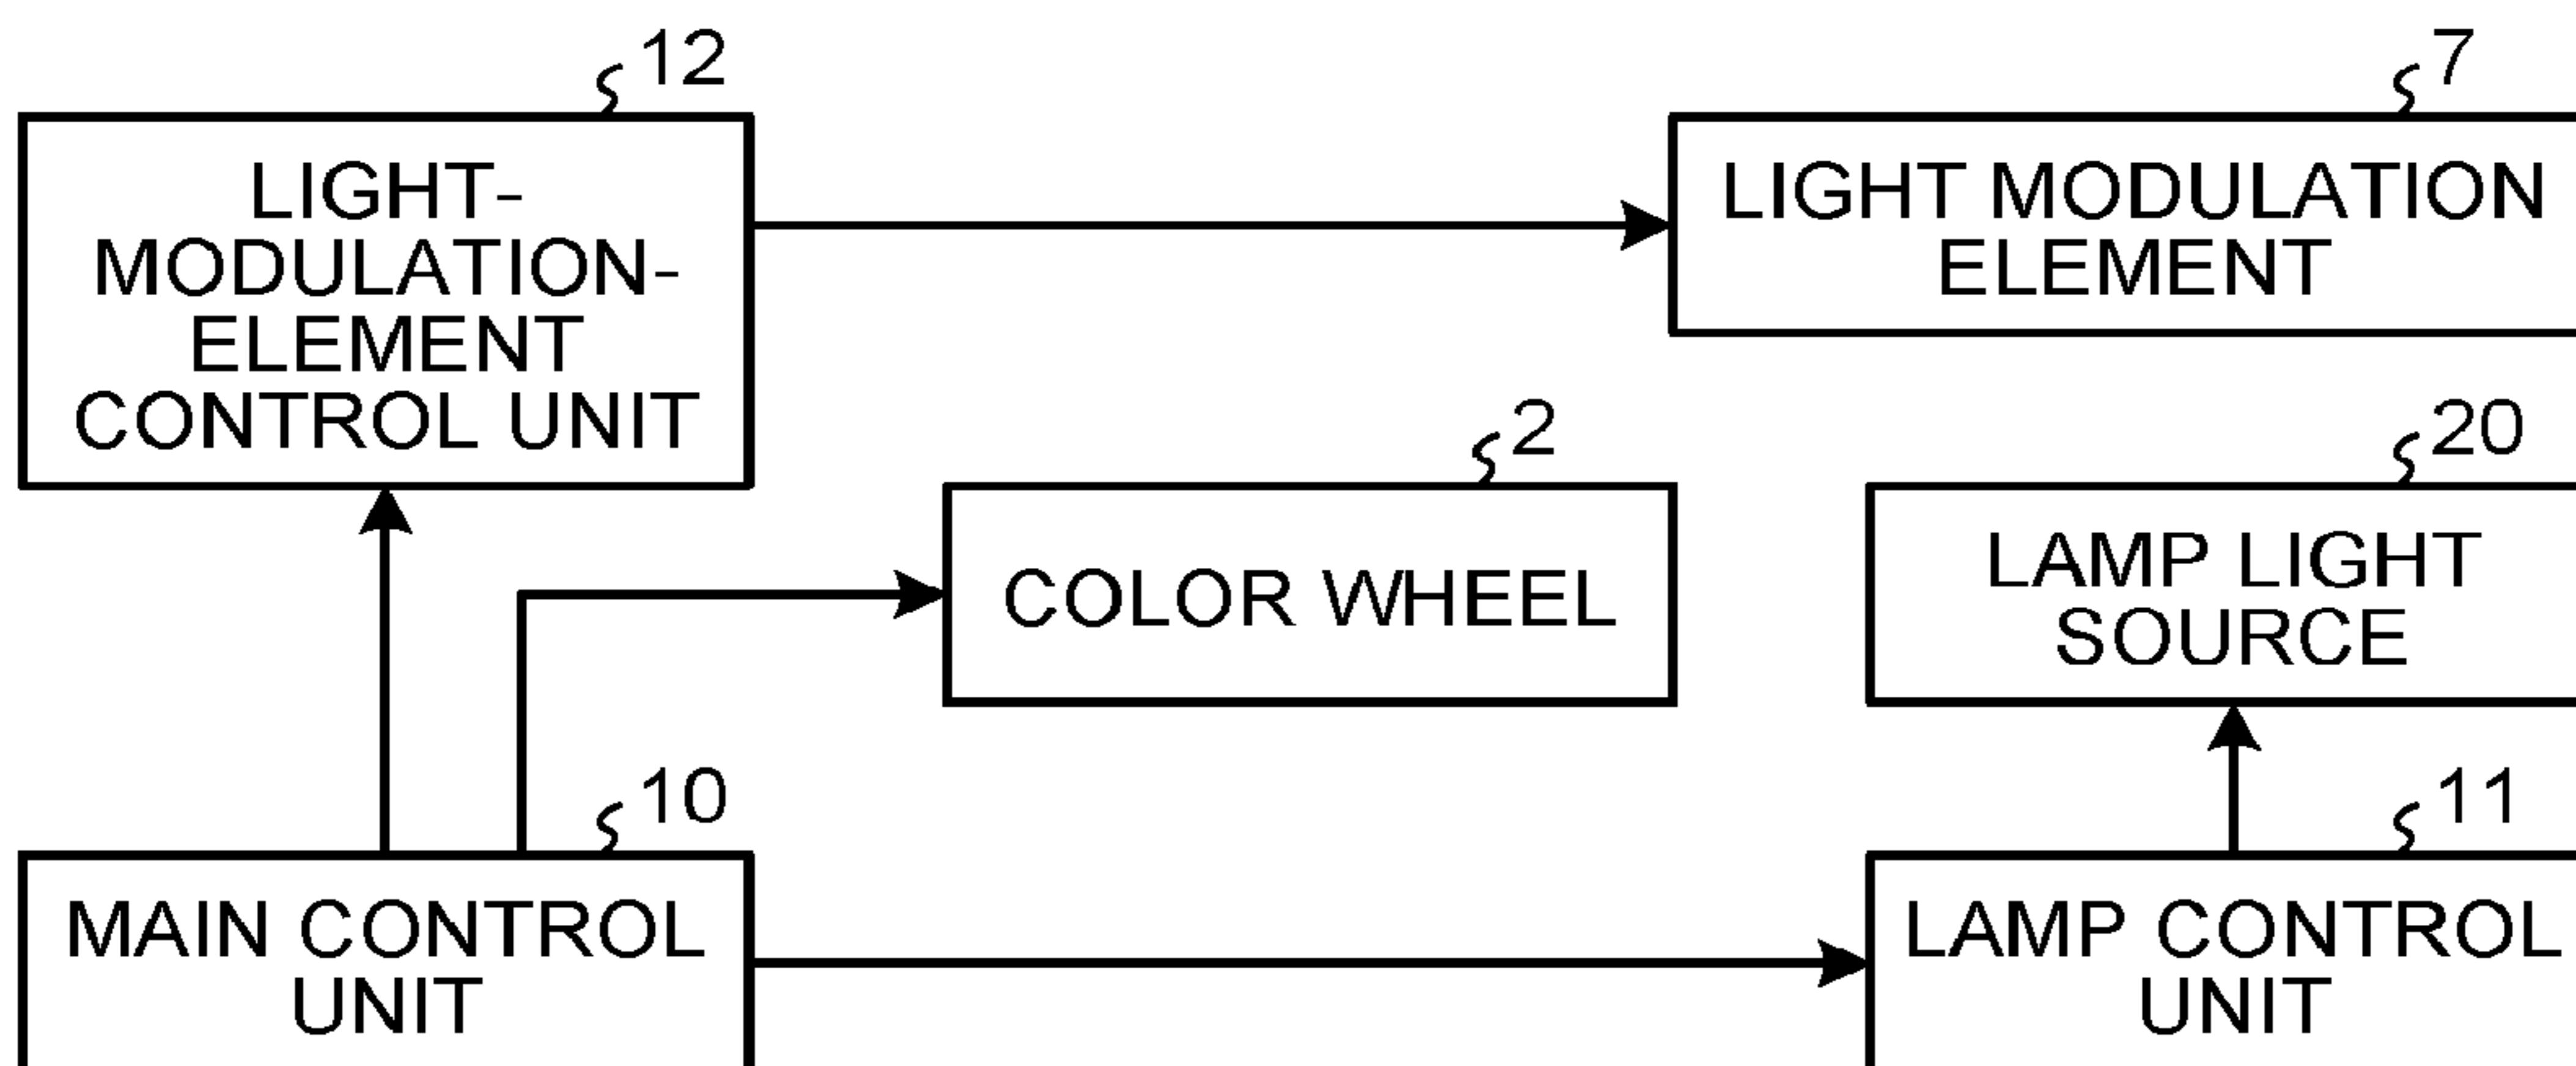 12
LIGHT-
MODULATION-
ELEMENT
CONTROL UNIT
7
LIGHT MODULATION
ELEMENT
2
COLOR WHEEL
20
LAMP LIGHT
SOURCE
10
MAIN CONTROL
UNIT
11
LAMP CONTROL
UNIT